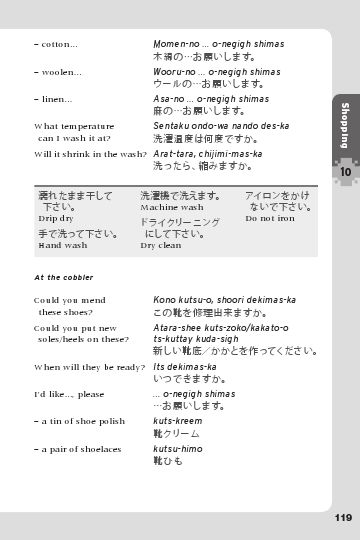 – cotton...
Momen-no ... o-negigh shimas
木綿の…お願いします。
– woolen...
Wooru-no ... o-negigh shimas
ウールの…お願いします。
– linen...
Asa-no ... o-negigh shimas
麻の…お願いします。
What temperature
can I wash it at?
Sentaku ondo-wa nando des-ka
洗濯温度は何度ですか。
Will it shrink in the wash?
Arat-tara, chijimi-mas-ka
洗ったら、縮みますか。
濡れたまま干して
下さい。
Drip dry
手で洗って下さい。
Hand wash
洗濯機で洗えます。
Machine wash
ドライクリーニング
にして下さい。
Dry clean
アイロンをかけ
ないで下さい。
Do not iron
At the cobbler
Could you mend
these shoes?
Kono kutsu-o, shoori dekimas-ka
この靴を修理出来ますか。
Could you put new
soles/heels on these?
Atara-shee kuts-zoko/kakato-o
ts-kuttay kuda-sigh
新しい靴底／かかとを作ってください。
When will they be ready?
Its dekimas-ka
いつできますか。
I'd like..., please
... o-negigh shimas
…お願いします。
– a tin of shoe polish
kuts-kreem
靴クリーム
– a pair of shoelaces
kutsu-himo
靴ひも
Shopping
10
119